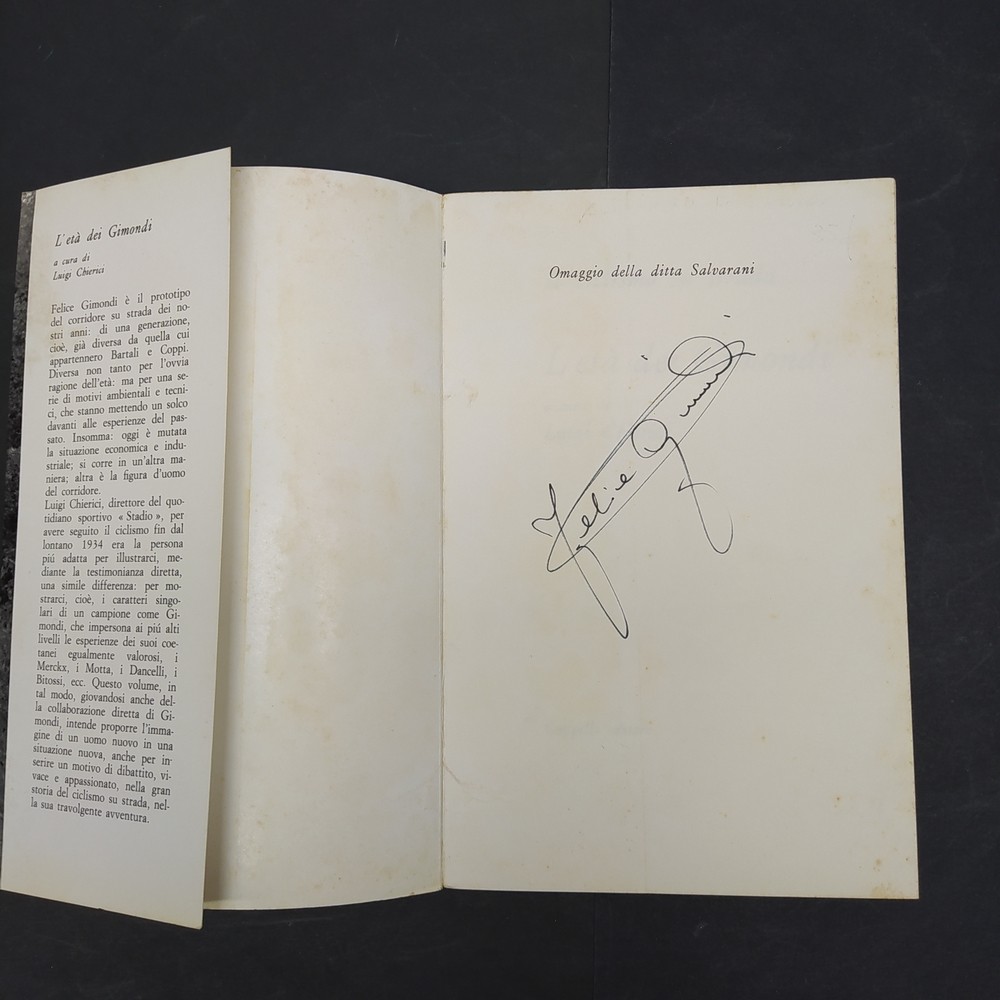 L'età dei Gimondi
a cura di
Luigi Chierici
Felice Gimondi è il prototipo
del corridore su strada dei no-
stri anni: di una generazione,
cioè, già diversa da quella cui
appartennero Bartali e Coppi.
Diversa non tanto per l'ovvia
ragione dell'età: ma per una se-
rie di motivi ambientali e tecni-
ci, che stanno mettendo un solco
davanti alle esperienze del pas-
sato. Insomma: oggi è mutata
la situazione economica e indu-
striale; si corre in un'altra ma-
niera; altra è la figura d'uomo
del corridore.
Luigi Chierici, direttore del quo-
tidiano sportivo «Stadio», per
avere seguito il ciclismo fin dal
lontano 1934 era la persona
piú adatta per illustrarci, me-
diante la testimonianza diretta,
una simile differenza: per mo-
strarci, cioè, i caratteri singo-
lari di un campione come Gi-
mondi, che impersona ai piú alti
livelli le esperienze dei suoi coe-
tanei egualmente valorosi, i
Merckx, i Motta, i Dancelli, i
Bitossi, ecc. Questo volume, in
tal modo, giovandosi anche del-
la collaborazione diretta di Gi-
mondi, intende proporre l'imma-
gine di un uomo nuovo in una
situazione nuova, anche per in-
serire un motivo di dibattito, vi-
vace e appassionato, nella gran
storia del ciclismo su strada, nel-
la sua travolgente avventura.
Omaggio della ditta Salvarani
Felice Gimondi